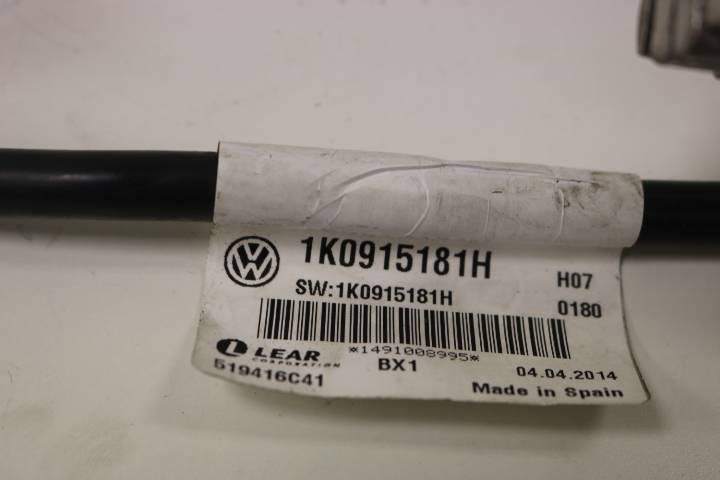 1K0915181H
H07
SW:1K0915181H
0180
*1491008995*
LEAR
CORPORATION
BX1
04.04.2014
519416C41
Made in Spain